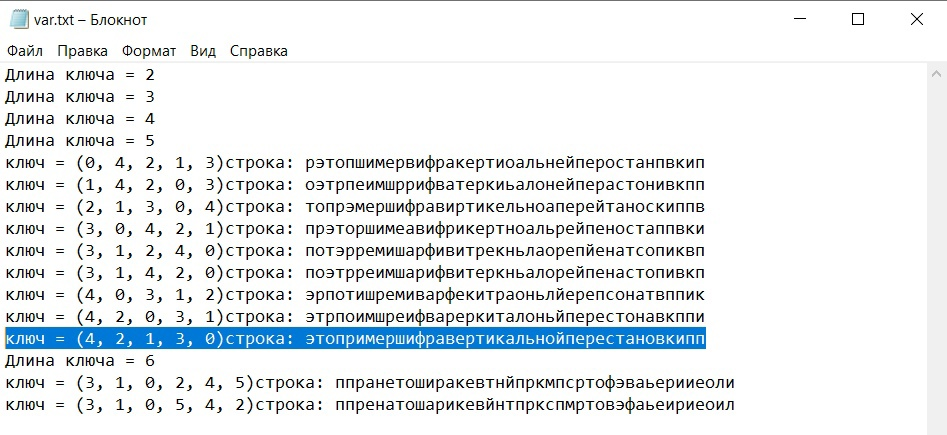 var.txt – Блокнот
Файл Правка Формат Вид Справка
Длина ключа = 2
Длина ключа = 3
Длина ключа = 4
Длина ключа = 5
ключ = (0, 4, 2, 1, 3)строка: рэтопшимервифракертиоальнейперостанпвкип
ключ = (1, 4, 2, 0, 3)строка: оэтрпеимшррифватеркиьалонейперастонивкпп
ключ = (2, 1, 3, 0, 4)строка: топрэмершифравиртикельноаперейтаноскиппв
ключ = (3, 0, 4, 2, 1)строка: прэторшимеавифрикертноальрейпеностаппвки
ключ = (3, 1, 2, 4, 0)строка: потэрремишарфивитрекньлаорепйенатсопиквп
ключ = (3, 1, 4, 2, 0)строка: поэтрреимшарифвитеркньалорейпенастопивкп
ключ = (4, 0, 3, 1, 2)строка: эрпотишремиварфекитраоньлйерепсонатвппик
ключ = (4, 2, 0, 3, 1)строка: этрпоимшреифвареркиталоньйперестонавкппи
ключ = (4, 2, 1, 3, 0)строка: этопримершифравертикальнойперестановкипп
Длина ключа = 6
ключ = (3, 1, 0, 2, 4, 5)строка: ппранетоширакевтнйпркмпсртофэваьерииеоли
ключ = (3, 1, 0, 5, 4, 2)строка: ппренатошарикевйнтпркспмртовэфаьеириеоил